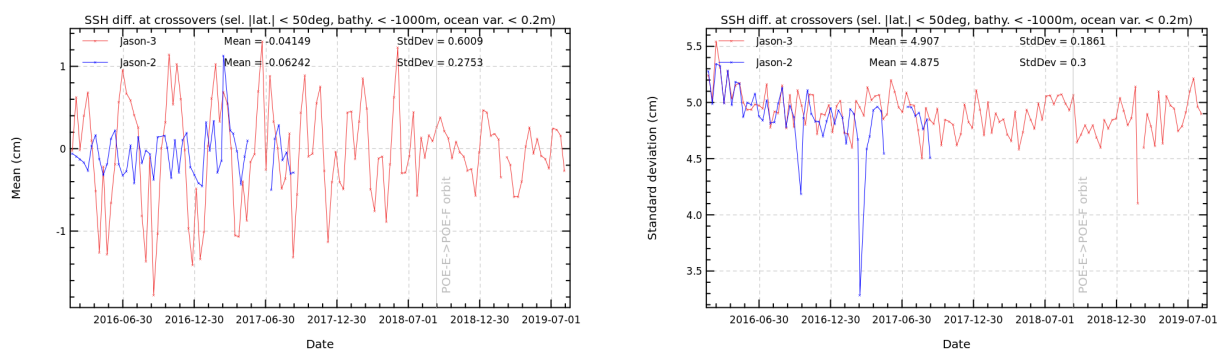 SSH diff. at crossovers (sel. |lat.| < 50deg, bathy. < -1000m, ocean var. < 0.2m)
Jason-3 Mean = -0.04149 StdDev = 0.6009
Jason-2 Mean = -0.06242 StdDev = 0.2753
1
0
-1
Mean (cm)
POE-E->POE-F orbit
2016-06-30 2016-12-30 2017-06-30 2017-12-30 2018-07-01 2018-12-30 2019-07-01
Date
SSH diff. at crossovers (sel. |lat.| < 50deg, bathy. < -1000m, ocean var. < 0.2m)
Jason-3 Mean = 4.907 StdDev = 0.1861
Jason-2 Mean = 4.875 StdDev = 0.3
5.5
5.0
4.5
4.0
3.5
Standard deviation (cm)
POE-E->POE-F orbit
2016-06-30 2016-12-30 2017-06-30 2017-12-30 2018-07-01 2018-12-30 2019-07-01
Date